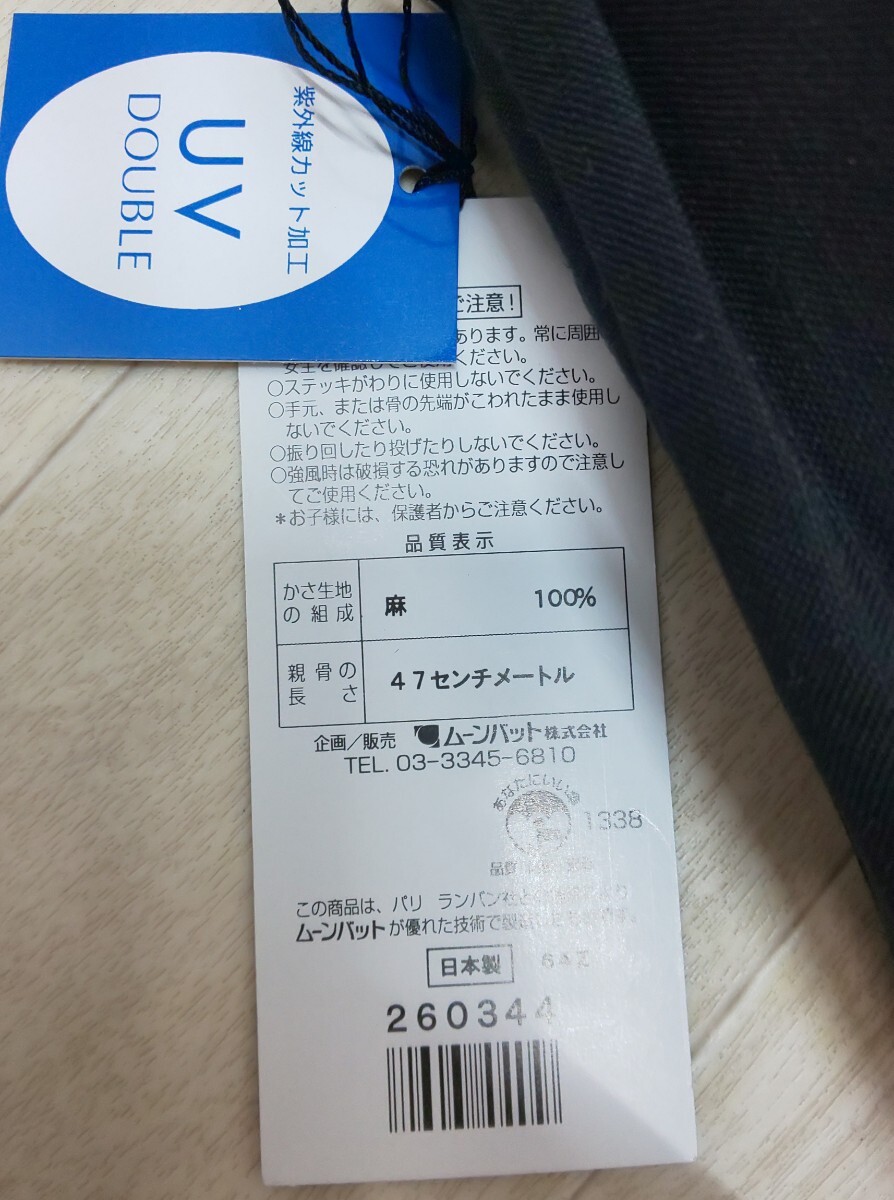 紫外線カット加工
UV
DOUBLE
ご注意!
あります。常に周囲
ください。
○ステッキがわりに使用しないでください。
○手元、または骨の先端がこわれたまま使用し
ないでください。
○振り回したり投げたりしないでください。
○強風時は破損する恐れがありますので注意し
てご使用ください。
*お子様には、保護者からご注意ください。
品質表示
かさ生地
の組成
麻 100%
親骨の
長さ
47センチメートル
企画/販売 ムーンバット株式会社
TEL. 03-3345-6810
あなたにいい傘
1338
品質
この商品は、パリ ランバン社と
ムーンバットが優れた技術で
日本製
260344